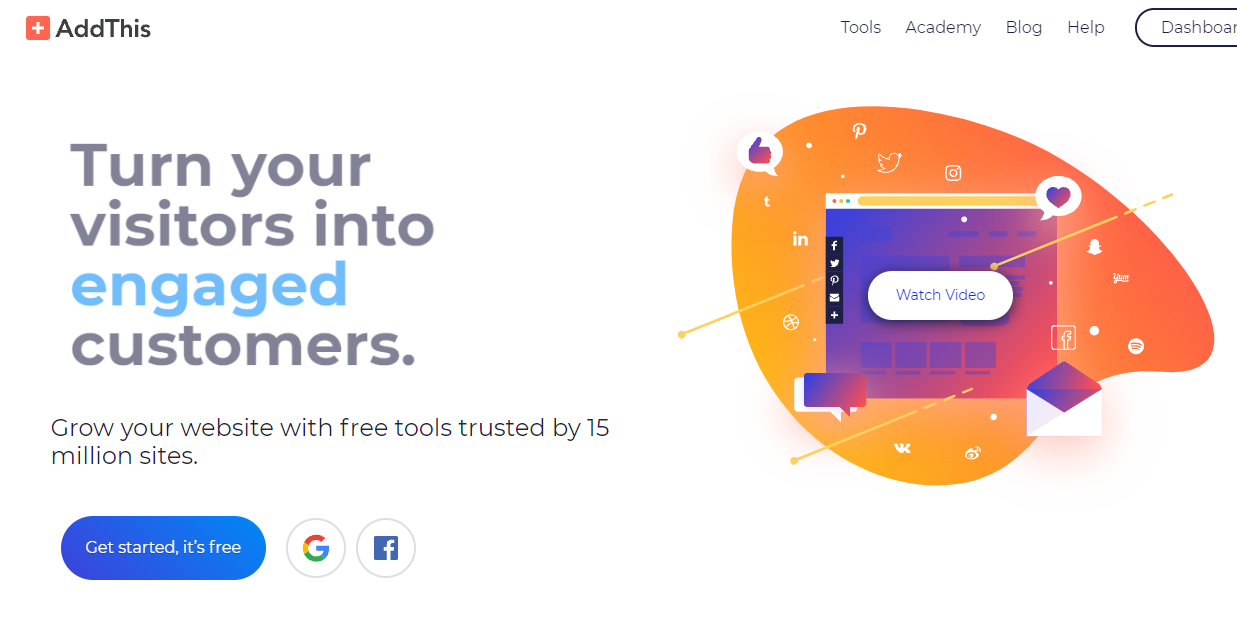 AddThis
Tools
Academy
Blog
Help
Dashboar
Turn your
visitors into
engaged
customers.
Grow your website with free tools trusted by 15
million sites.
Get started, it's free
Watch Video
Yum